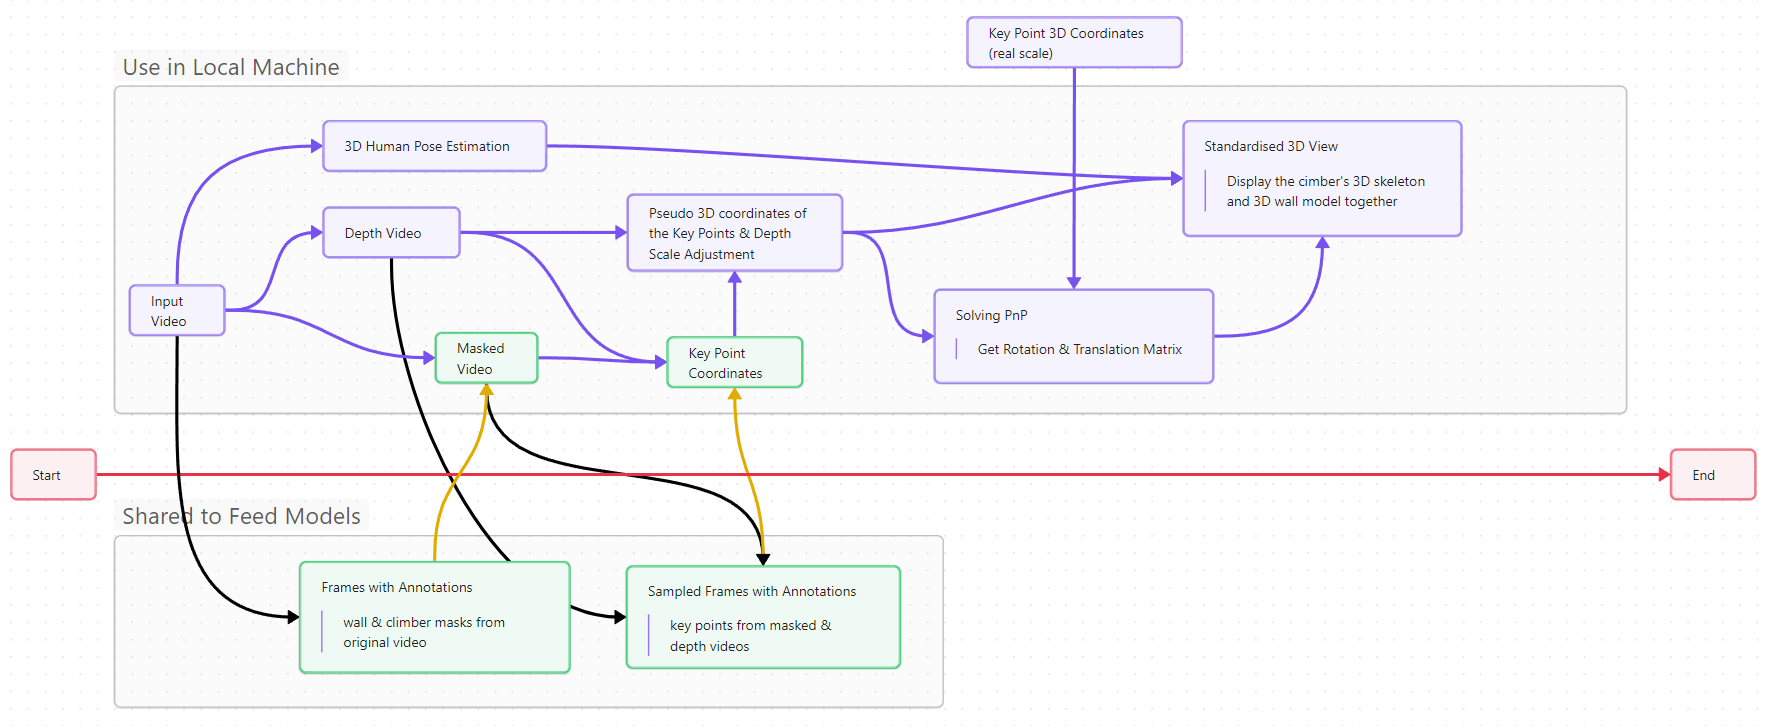 Key Point 3D Coordinates
(real scale)
Use in Local Machine
3D Human Pose Estimation
Standardised 3D View
Display the cimber's 3D skeleton
and 3D wall model together
Depth Video
Pseudo 3D coordinates of
the Key Points & Depth
Scale Adjustment
Input
Video
Solving PnP
Get Rotation & Translation Matrix
Masked
Video
Key Point
Coordinates
Start
End
Shared to Feed Models
Frames with Annotations
wall & climber masks from
original video
Sampled Frames with Annotations
key points from masked &
depth videos